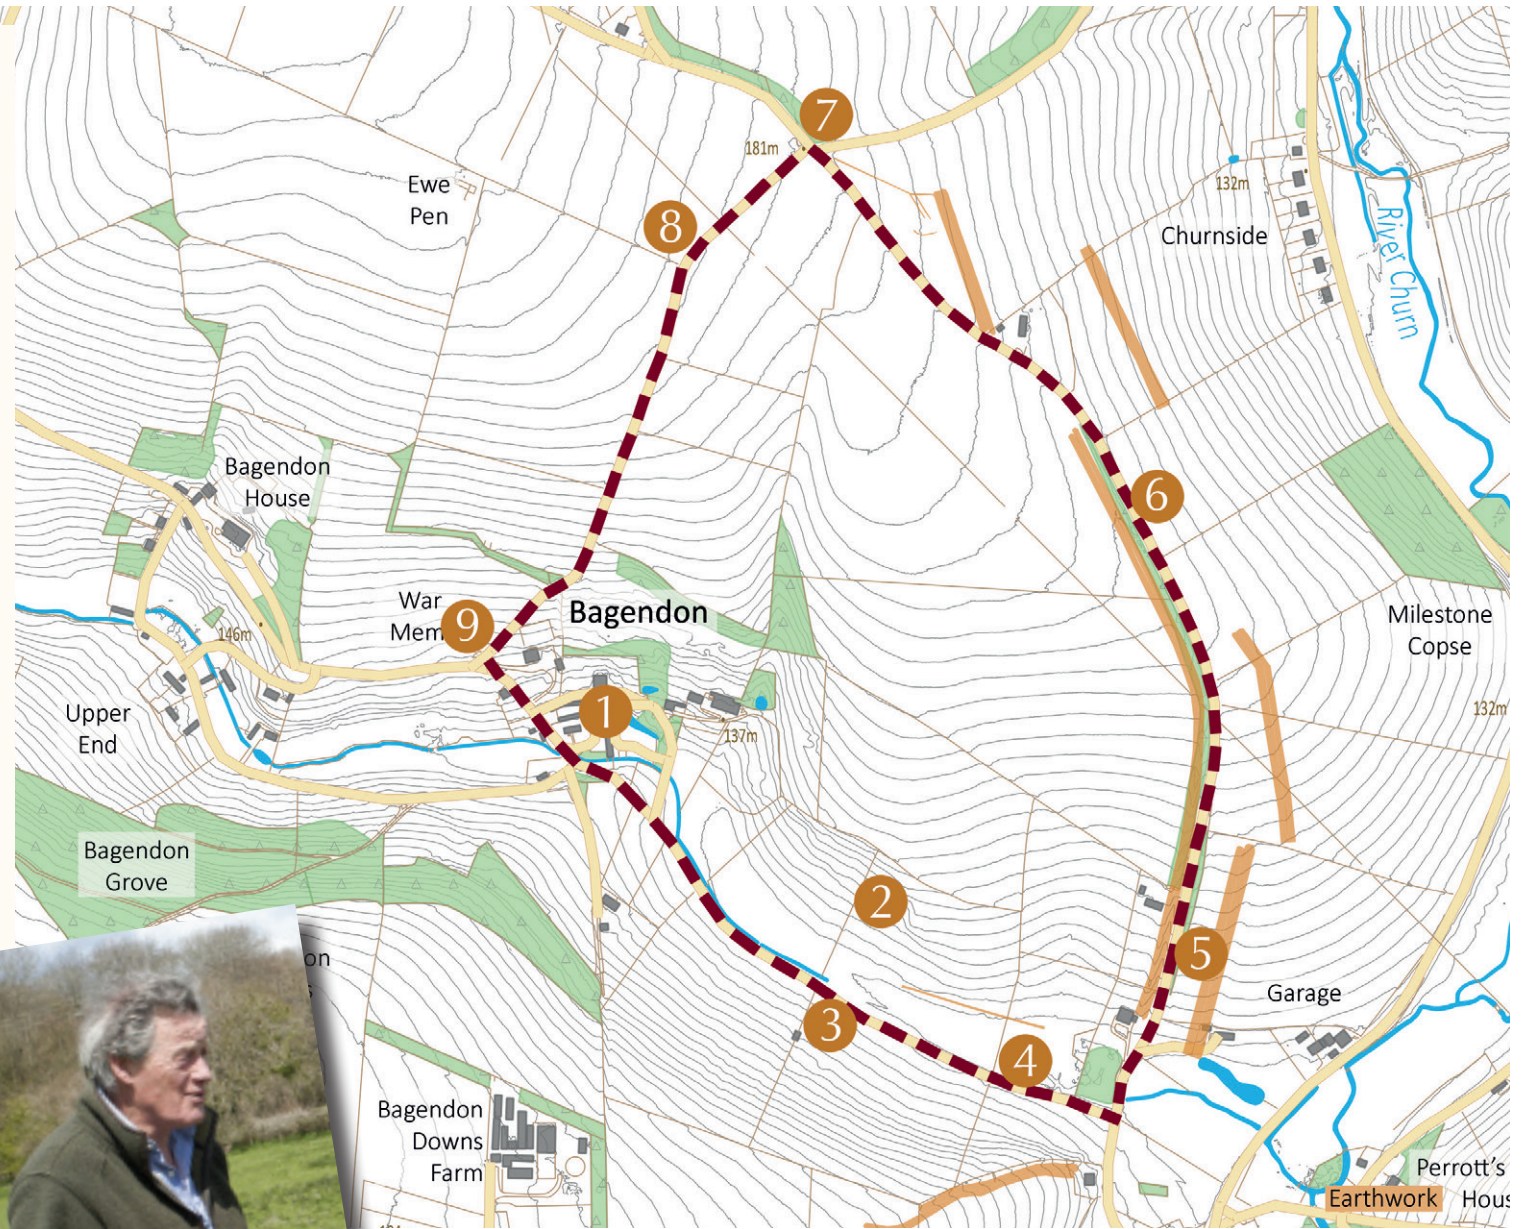 7
181m
132m
Ewe
Pen
8
Churnside
River Churn
Bagendon
House
6
War
Mem
9
Bagendon
Milestone
Copse
146m
Upper
End
1
137m
132m
Bagendon
Grove
2
5
on
s
Garage
3
4
Bagendon
Downs
Farm
Perrott's
Hous
Earthwork